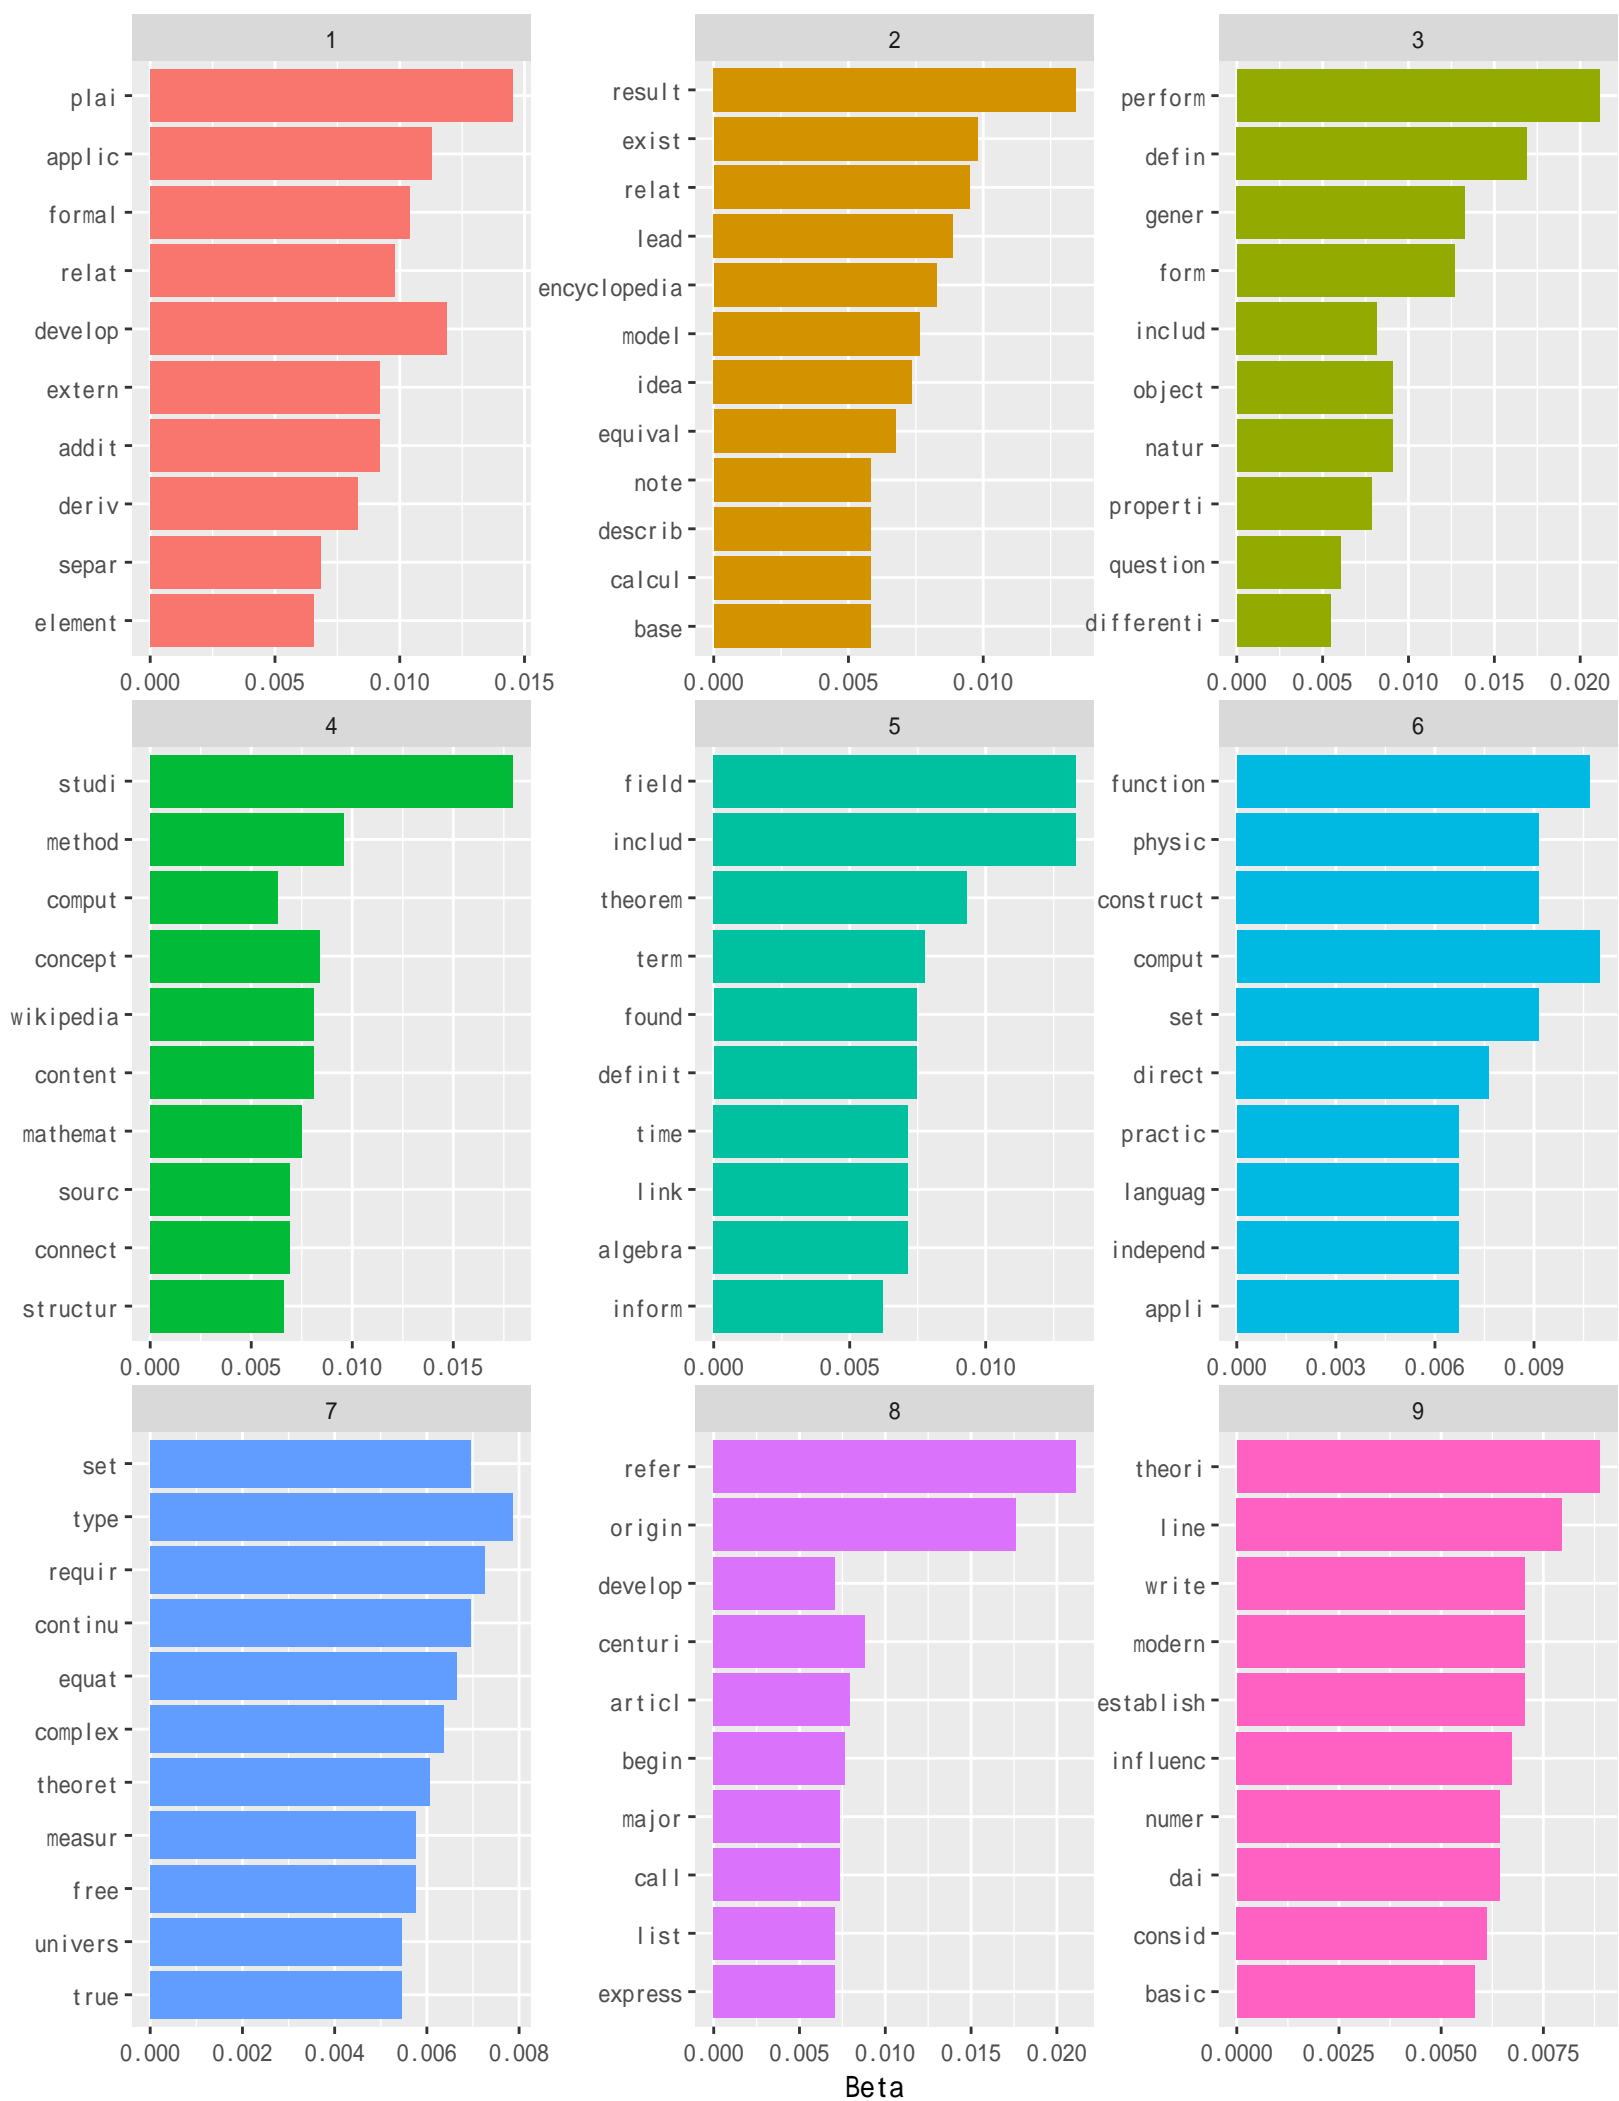 1
plai
applic
formal
relat
develop
extern
addit
deriv
separ
element
0.000 0.005 0.010 0.015
2
result
exist
relat
lead
encyclopedia
model
idea
equival
note
describ
calcul
base
0.000 0.005 0.010
3
perform
defin
gener
form
includ
object
natur
properti
question
differenti
0.000 0.005 0.010 0.015 0.020
4
studi
method
comput
concept
wikipedia
content
mathemat
sourc
connect
structur
0.000 0.005 0.010 0.015
5
field
includ
theorem
term
found
definit
time
link
algebra
inform
0.000 0.005 0.010
6
function
physic
construct
comput
set
direct
practic
languag
independ
appli
0.000 0.003 0.006 0.009
7
set
type
requir
continu
equat
complex
theoret
measur
free
univers
true
0.000 0.002 0.004 0.006 0.008
8
refer
origin
develop
centuri
articl
begin
major
call
list
express
0.000 0.005 0.010 0.015 0.020
9
theori
line
write
modern
establish
influenc
numer
dai
consid
basic
0.0000 0.0025 0.0050 0.0075
Beta